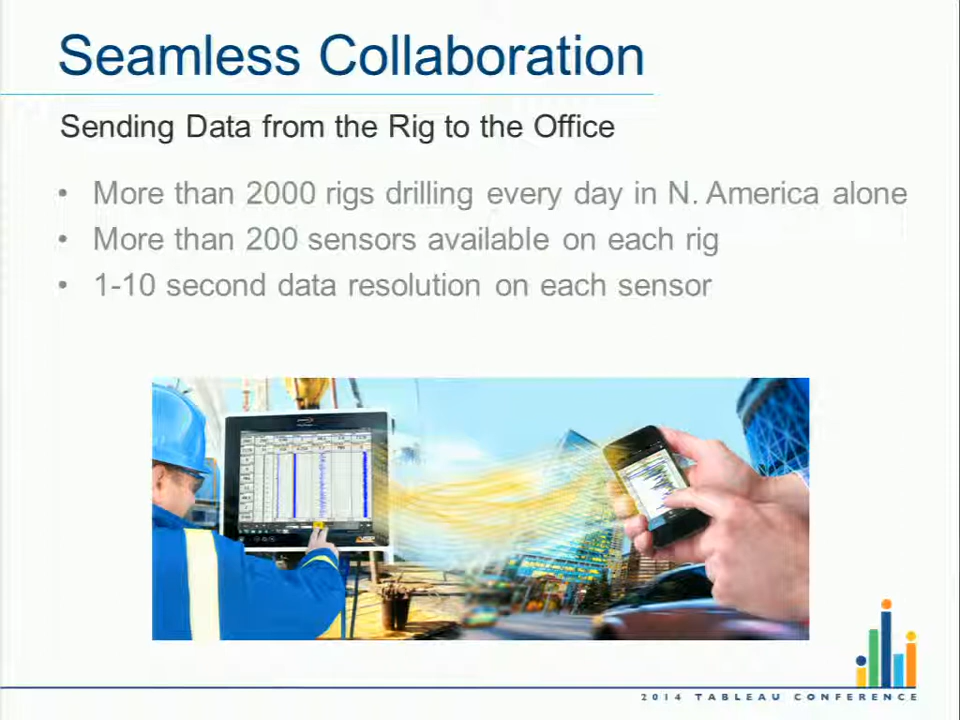 Seamless Collaboration
Sending Data from the Rig to the Office
• More than 2000 rigs drilling every day in N. America alone
• More than 200 sensors available on each rig
• 1-10 second data resolution on each sensor
2014 TABLEAU CONFERENCE